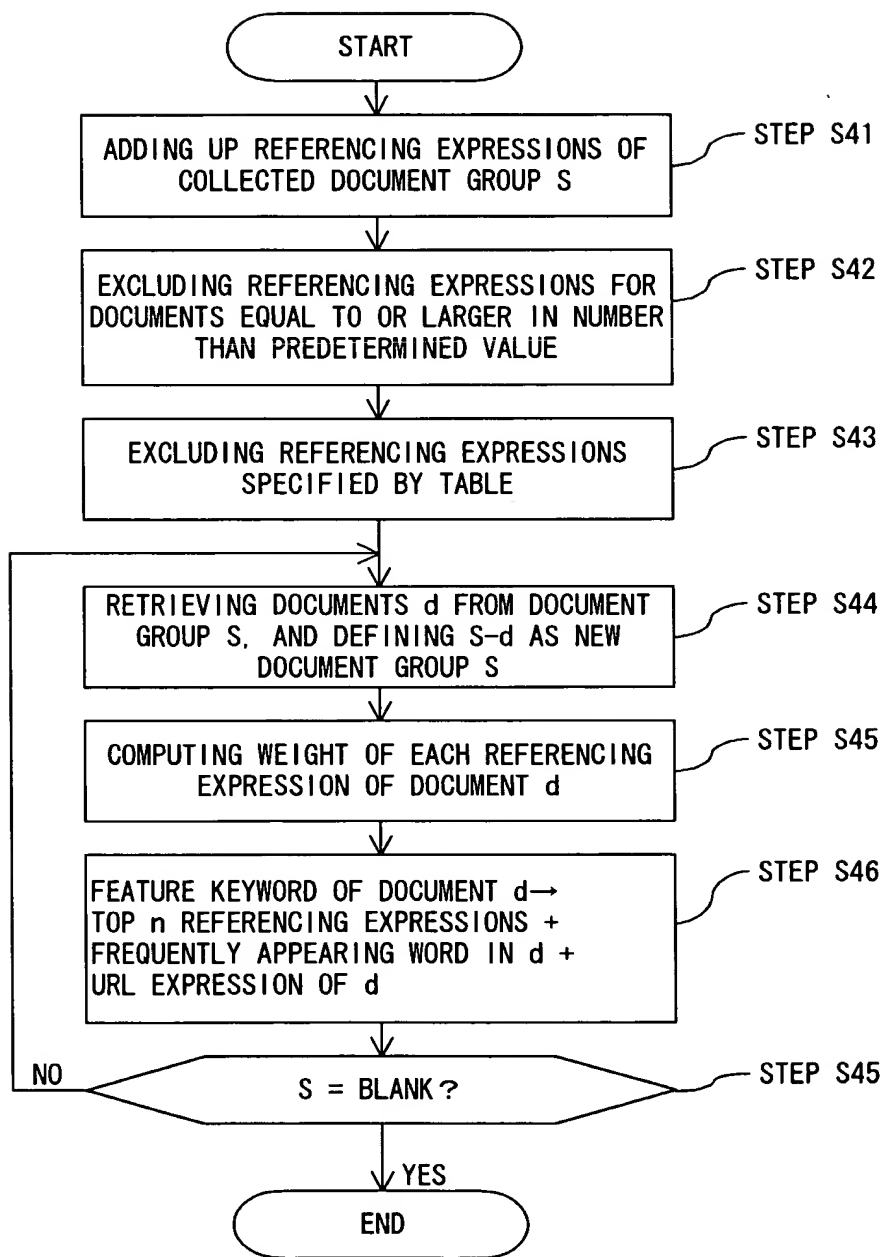 START
ADDING UP REFERENCING EXPRESSIONS OF
COLLECTED DOCUMENT GROUP S
STEP S41
EXCLUDING REFERENCING EXPRESSIONS FOR
DOCUMENTS EQUAL TO OR LARGER IN NUMBER
THAN PREDETERMINED VALUE
STEP S42
EXCLUDING REFERENCING EXPRESSIONS
SPECIFIED BY TABLE
STEP S43
RETRIEVING DOCUMENTS d FROM DOCUMENT
GROUP S, AND DEFINING S-d AS NEW
DOCUMENT GROUP S
STEP S44
COMPUTING WEIGHT OF EACH REFERENCING
EXPRESSION OF DOCUMENT d
STEP S45
FEATURE KEYWORD OF DOCUMENT d→
TOP n REFERENCING EXPRESSIONS +
FREQUENTLY APPEARING WORD IN d +
URL EXPRESSION OF d
STEP S46
NO
S = BLANK?
STEP S45
YES
END